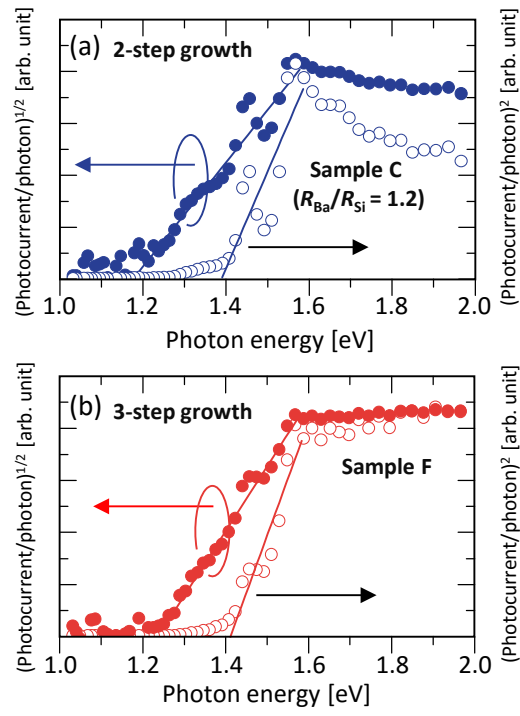 (a)
2-step growth
Sample C
(R_Ba/R_Si = 1.2)
(Photocurrent/photon)^1/2 [arb. unit]
(Photocurrent/photon)^2 [arb. unit]
1.0 1.2 1.4 1.6 1.8 2.0
Photon energy [eV]
(b)
3-step growth
Sample F
(Photocurrent/photon)^1/2 [arb. unit]
(Photocurrent/photon)^2 [arb. unit]
1.0 1.2 1.4 1.6 1.8 2.0
Photon energy [eV]